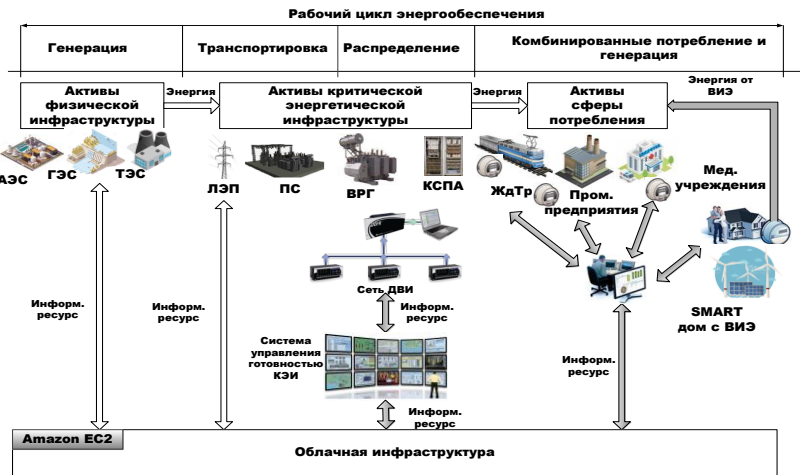 Рабочий цикл энергообеспечения
Генерация
Транспортировка
Распределение
Комбинированные потребление и
генерация
Активы
физической
инфраструктуры
Энергия
Активы критической
энергетической
инфраструктуры
Энергия
Активы
сферы
потребления
Энергия от
ВИЭ
АЭС
ГЭС
ТЭС
ЛЭП
ПС
ВРГ
КСПА
ЖдТр
Пром.
предприятия
Мед.
учреждения
Сеть ДВИ
SMART
дом с ВИЭ
Информ.
ресурс
Информ.
ресурс
Информ.
ресурс
Система
управления
готовностью
КЭИ
Информ.
ресурс
Информ.
ресурс
Amazon EC2
Облачная инфраструктура